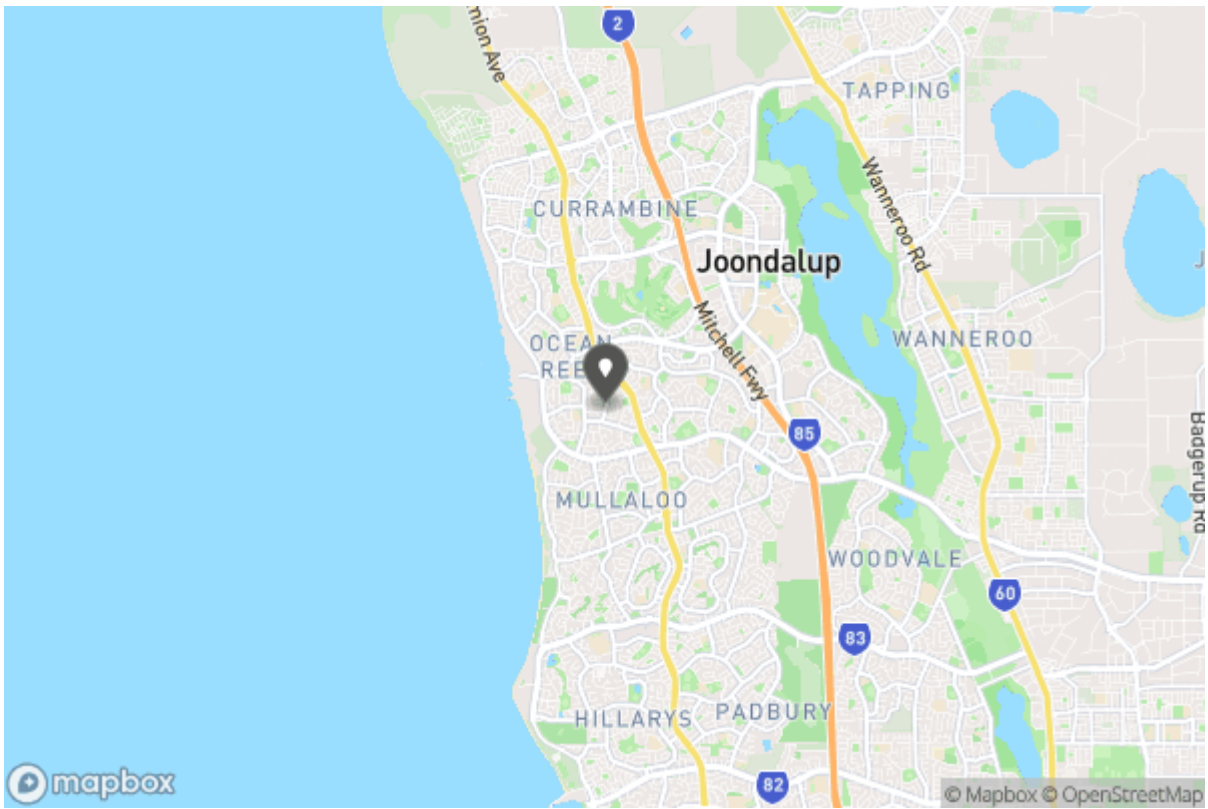 2
mion Ave
TAPPING
Wanneroo Rd
CURRAMBINE
Joondalup
J
Mitchell Fwy
WANNEROO
OCEAN
REE
85
Badgerup Rd
MULLALOO
WOODVALE
60
83
HILLARYS
PADBURY
82
mapbox
© Mapbox © OpenStreetMap